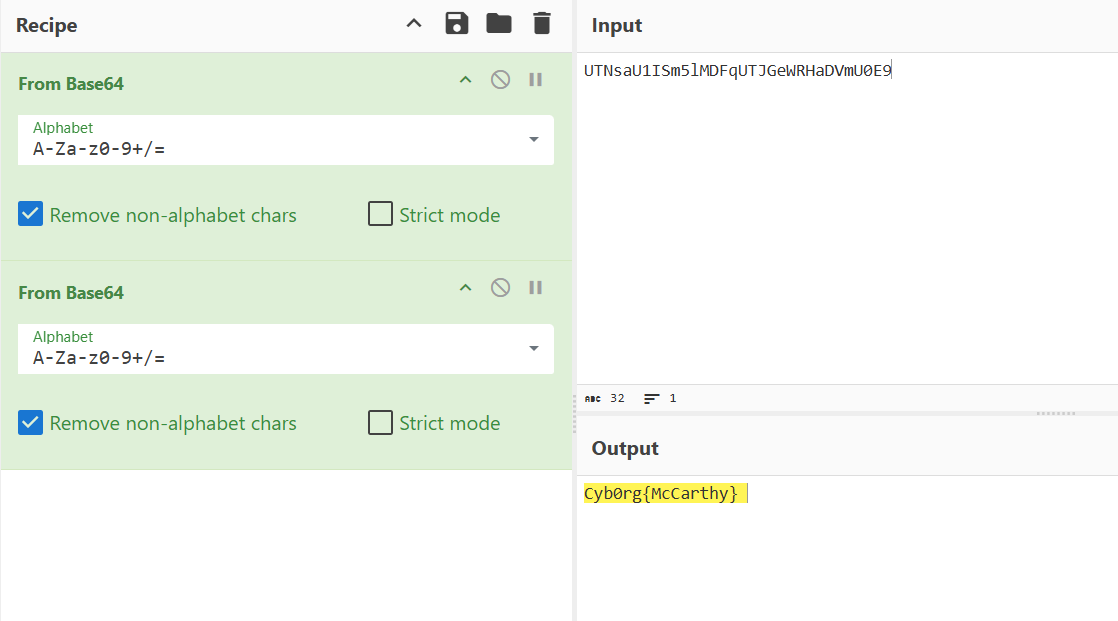 Recipe
From Base64
Alphabet
A-Za-z0-9+/=
Remove non-alphabet chars
Strict mode
From Base64
Alphabet
A-Za-z0-9+/=
Remove non-alphabet chars
Strict mode
Input
UTNsaU1ISm5lMDFqUTJGeWRHaDVmU0E9
ABC 32
1
Output
Cyb0rg{McCarthy}